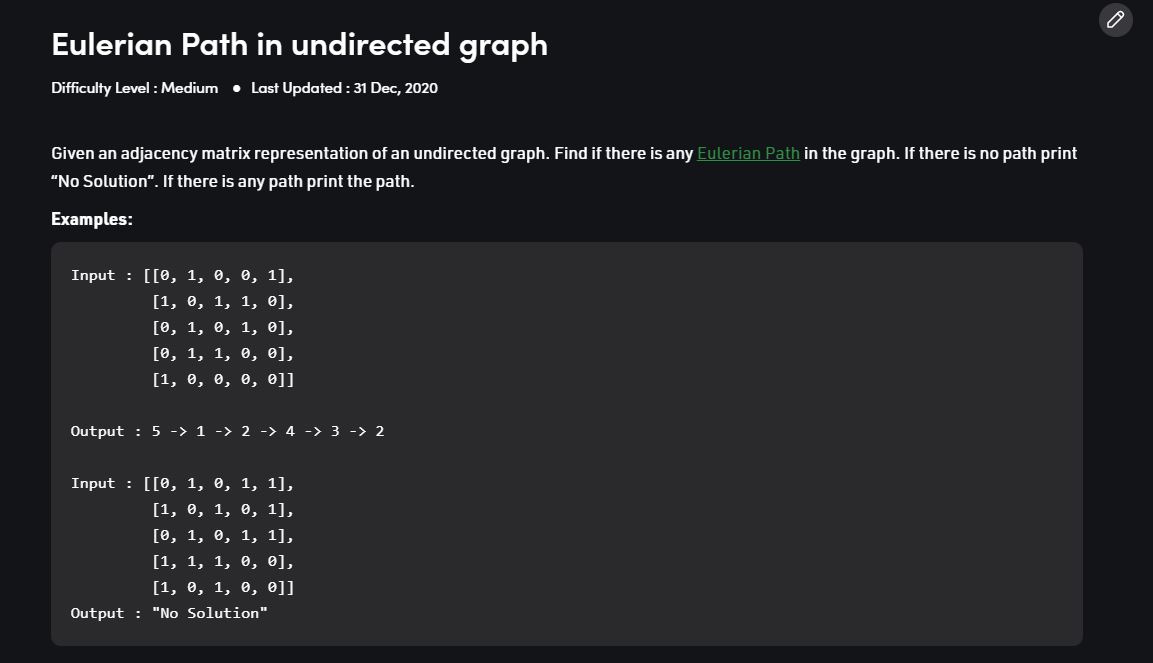 Eulerian Path in undirected graph
Difficulty Level : Medium ● Last Updated : 31 Dec, 2020
Given an adjacency matrix representation of an undirected graph. Find if there is any Eulerian Path in the graph. If there is no path print
“No Solution”. If there is any path print the path.
Examples:
Input : [[0, 1, 0, 0, 1],
         [1, 0, 1, 1, 0],
         [0, 1, 0, 1, 0],
         [0, 1, 1, 0, 0],
         [1, 0, 0, 0, 0]]
Output : 5 -> 1 -> 2 -> 4 -> 3 -> 2
Input : [[0, 1, 0, 1, 1],
         [1, 0, 1, 0, 1],
         [0, 1, 0, 1, 1],
         [1, 1, 1, 0, 0],
         [1, 0, 1, 0, 0]]
Output : "No Solution"